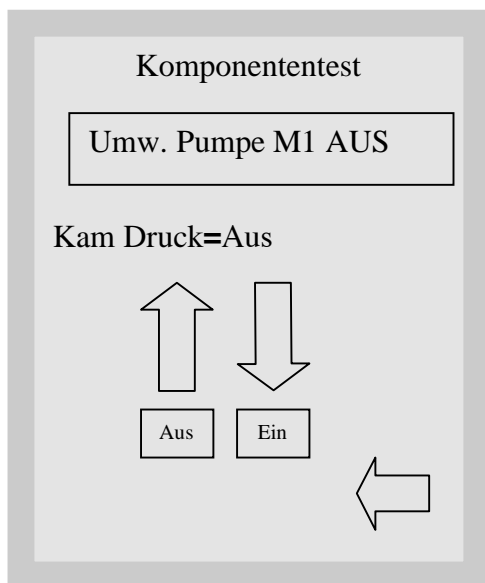 Komponententest
Umw. Pumpe M1 AUS
Kam Druck=Aus
Aus Ein